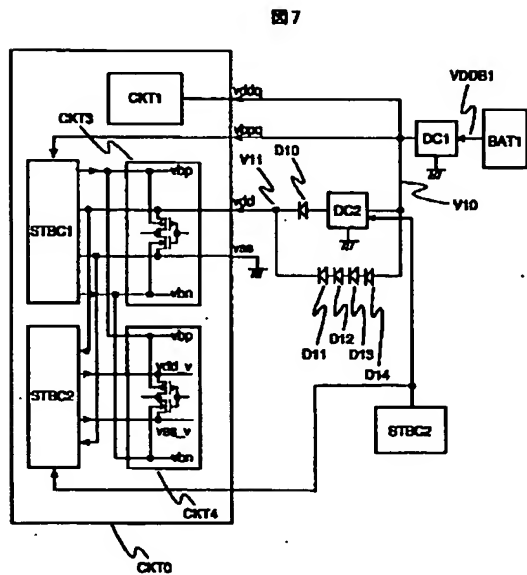 図7
VDDB1
vddq
CKT1
CKT3
vbpq
DC1
BAT1
V11
D10
vbp
vdd
DC2
V10
STBC1
vss
vbn
D11
D12
D13
D14
vbp
vdd_v
STBC2
vss_v
STBC2
vbn
CKT4
CKT0